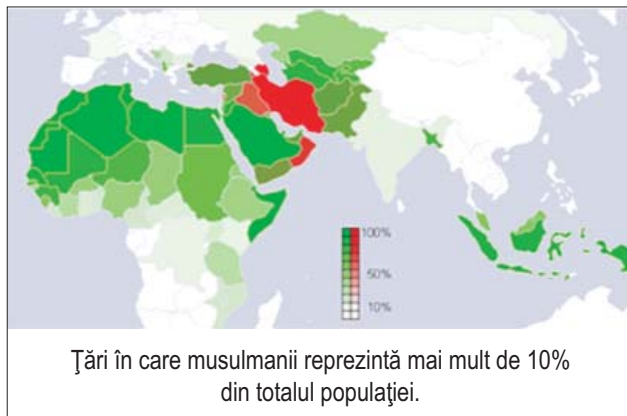 100%
50%
10%
Ţări în care musulmanii reprezintă mai mult de 10%
din totalul populaţiei.